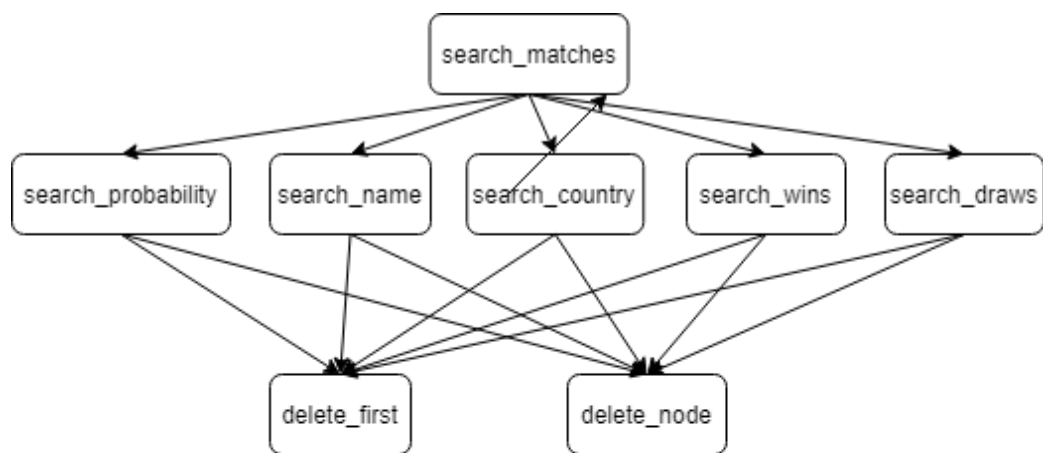 search_matches
search_probability
search_name
search_country
search_wins
search_draws
delete_first
delete_node